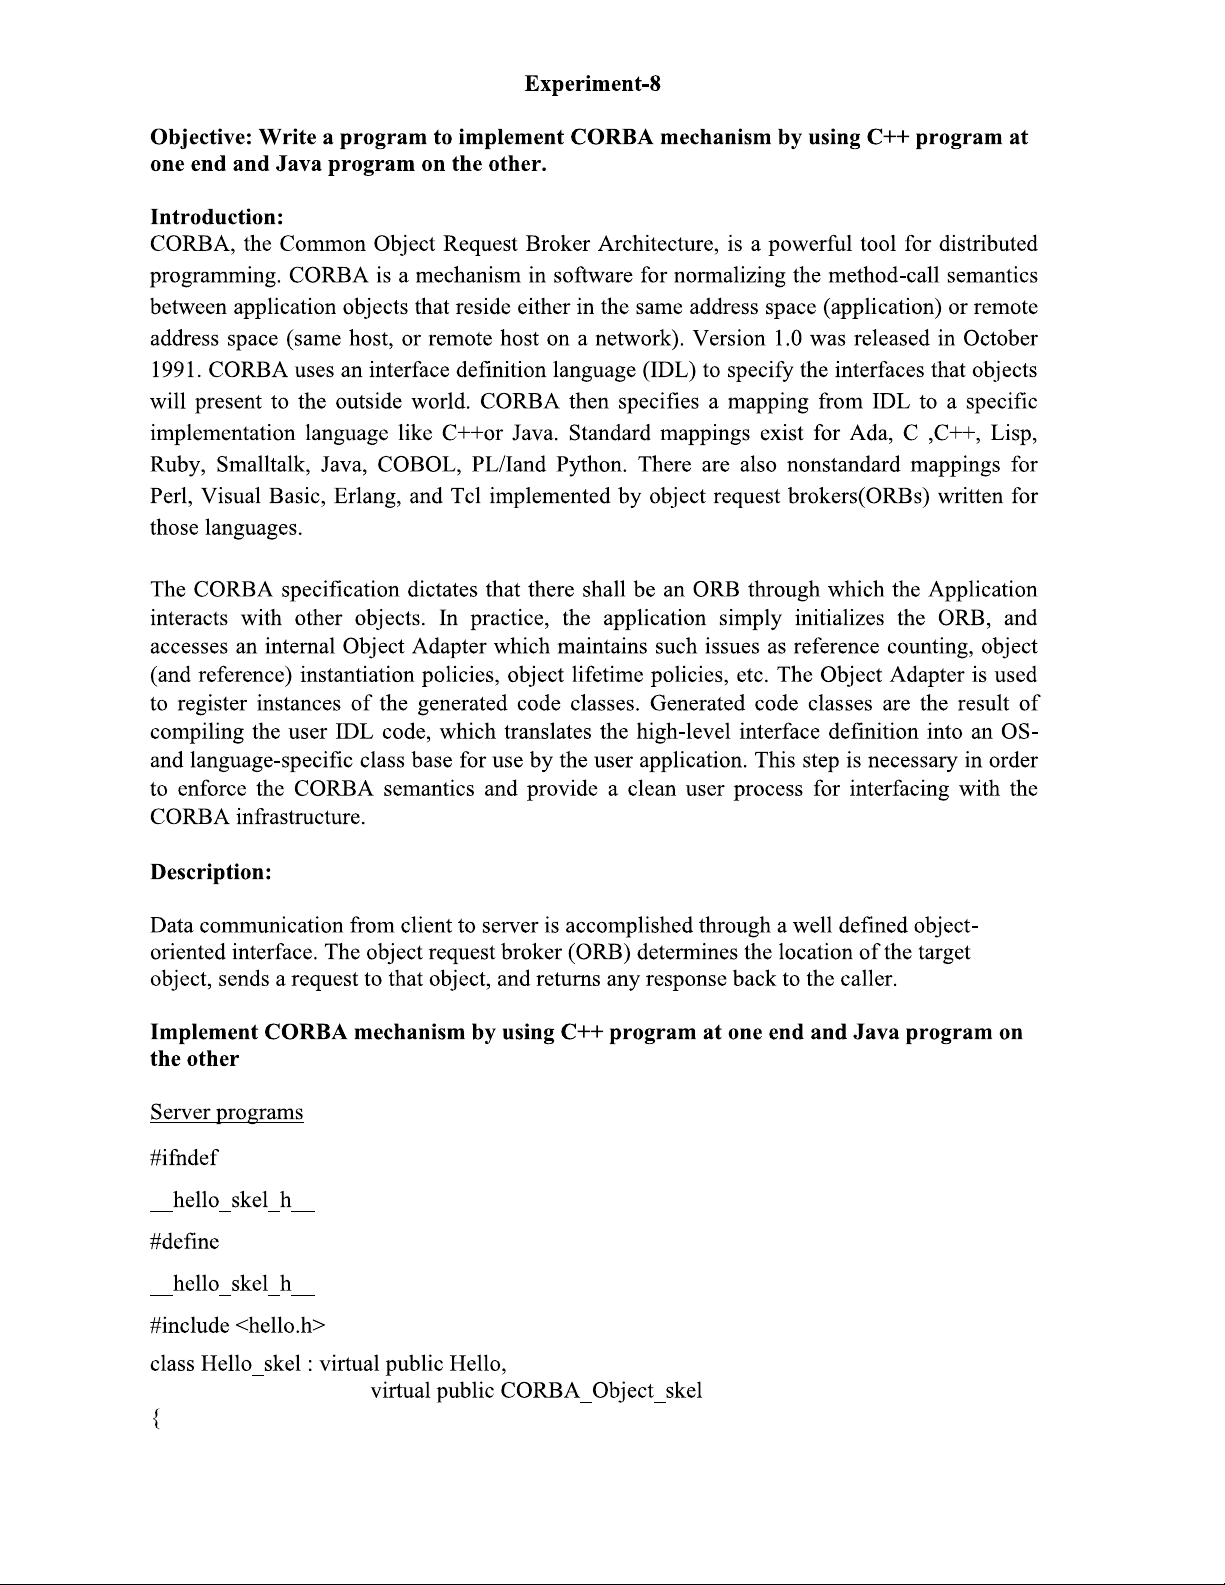 Experiment-8
Objective: Write a program to implement CORBA mechanism by using C++ program at
one end and Java program on the other.
Introduction:
CORBA, the Common Object Request Broker Architecture, is a powerful tool for distributed
programming. CORBA is a mechanism in software for normalizing the method-call semantics
between application objects that reside either in the same address space (application) or remote
address space (same host, or remote host on a network). Version 1.0 was released in October
1991. CORBA uses an interface definition language (IDL) to specify the interfaces that objects
will present to the outside world. CORBA then specifies a mapping from IDL to a specific
implementation language like C++or Java. Standard mappings exist for Ada, C ,C++, Lisp,
Ruby, Smalltalk, Java, COBOL, PL/Iand Python. There are also nonstandard mappings for
Perl, Visual Basic, Erlang, and Tcl implemented by object request brokers(ORBs) written for
those languages.
The CORBA specification dictates that there shall be an ORB through which the Application
interacts with other objects. In practice, the application simply initializes the ORB, and
accesses an internal Object Adapter which maintains such issues as reference counting, object
(and reference) instantiation policies, object lifetime policies, etc. The Object Adapter is used
to register instances of the generated code classes. Generated code classes are the result of
compiling the user IDL code, which translates the high-level interface definition into an OS-
and language-specific class base for use by the user application. This step is necessary in order
to enforce the CORBA semantics and provide a clean user process for interfacing with the
CORBA infrastructure.
Description:
Data communication from client to server is accomplished through a well defined object-
oriented interface. The object request broker (ORB) determines the location of the target
object, sends a request to that object, and returns any response back to the caller.
Implement CORBA mechanism by using C++ program at one end and Java program on
the other
Server programs
#ifndef
__hello_skel_h__
#define
__hello_skel_h__
#include <hello.h>
class Hello_skel : virtual public Hello,
virtual public CORBA_Object_skel
{